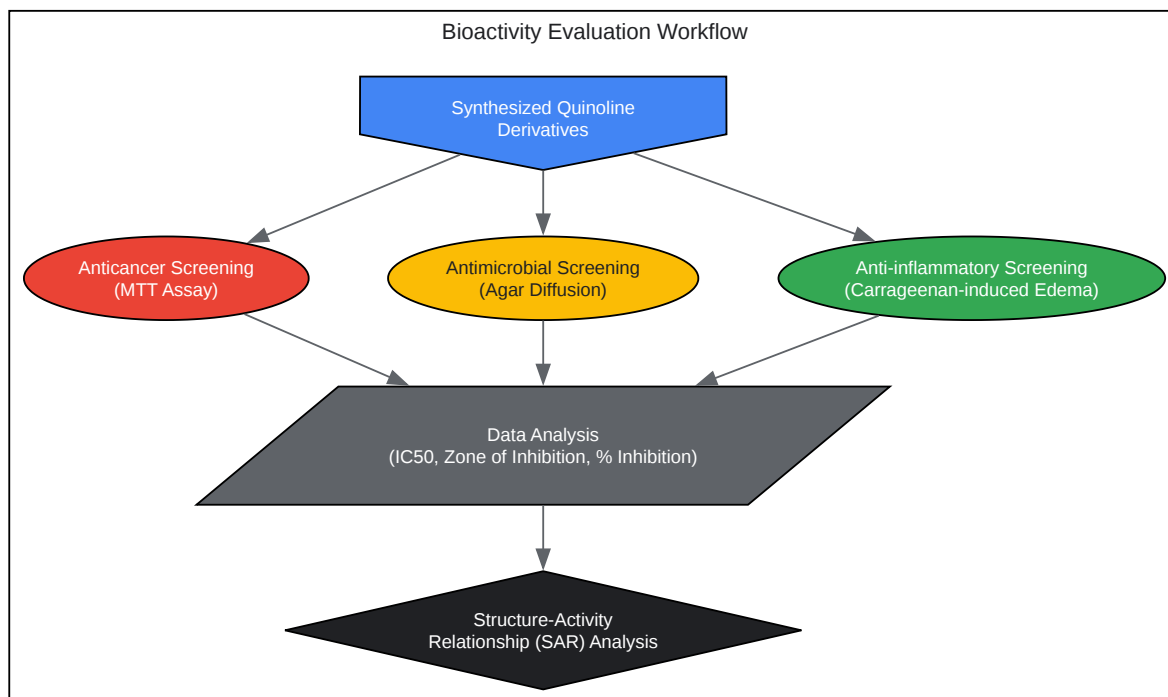 Bioactivity Evaluation Workflow
Synthesized Quinoline
Derivatives
Anticancer Screening
(MTT Assay)
Antimicrobial Screening
(Agar Diffusion)
Anti-inflammatory Screening
(Carrageenan-induced Edema)
Data Analysis
(IC50, Zone of Inhibition, % Inhibition)
Structure-Activity
Relationship (SAR) Analysis